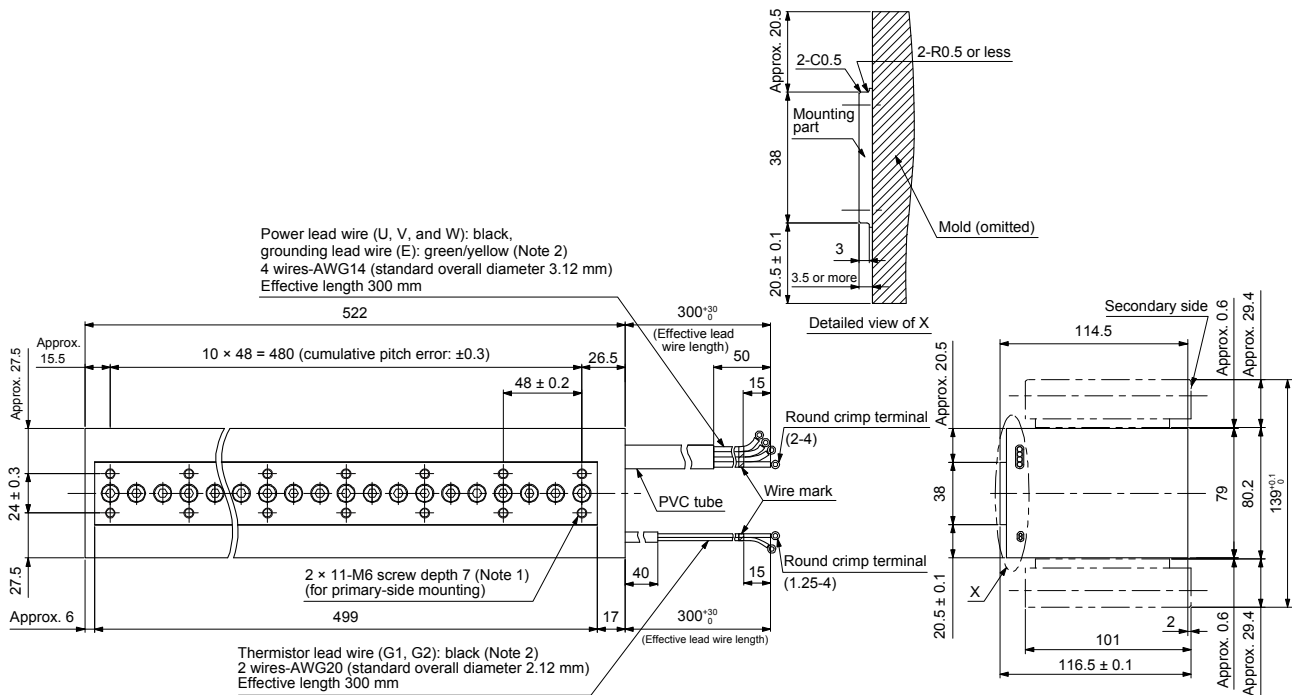 Approx. 20.5
2-C0.5
2-R0.5 or less
Mounting
part
38
Mold (omitted)
3
3.5 or more
20.5 ± 0.1
Detailed view of X
Power lead wire (U, V, and W): black,
grounding lead wire (E): green/yellow (Note 2)
4 wires-AWG14 (standard overall diameter 3.12 mm)
Effective length 300 mm
522
300 +30 0
(Effective lead
wire length)
Approx.
15.5
10 × 48 = 480 (cumulative pitch error: ±0.3)
26.5
50
48 ± 0.2
15
Approx. 27.5
24 ± 0.3
27.5
Round crimp terminal
(2-4)
PVC tube
Wire mark
Round crimp terminal
(1.25-4)
2 × 11-M6 screw depth 7 (Note 1)
(for primary-side mounting)
40
15
Approx. 6
499
17
300 +30 0
(Effective lead wire length)
Thermistor lead wire (G1, G2): black (Note 2)
2 wires-AWG20 (standard overall diameter 2.12 mm)
Effective length 300 mm
Secondary side
114.5
Approx. 0.6
Approx. 29.4
Approx. 20.5
38
79
80.2
139 +0.1 0
20.5 ± 0.1
X
2
101
116.5 ± 0.1
Approx. 0.6
Approx. 29.4